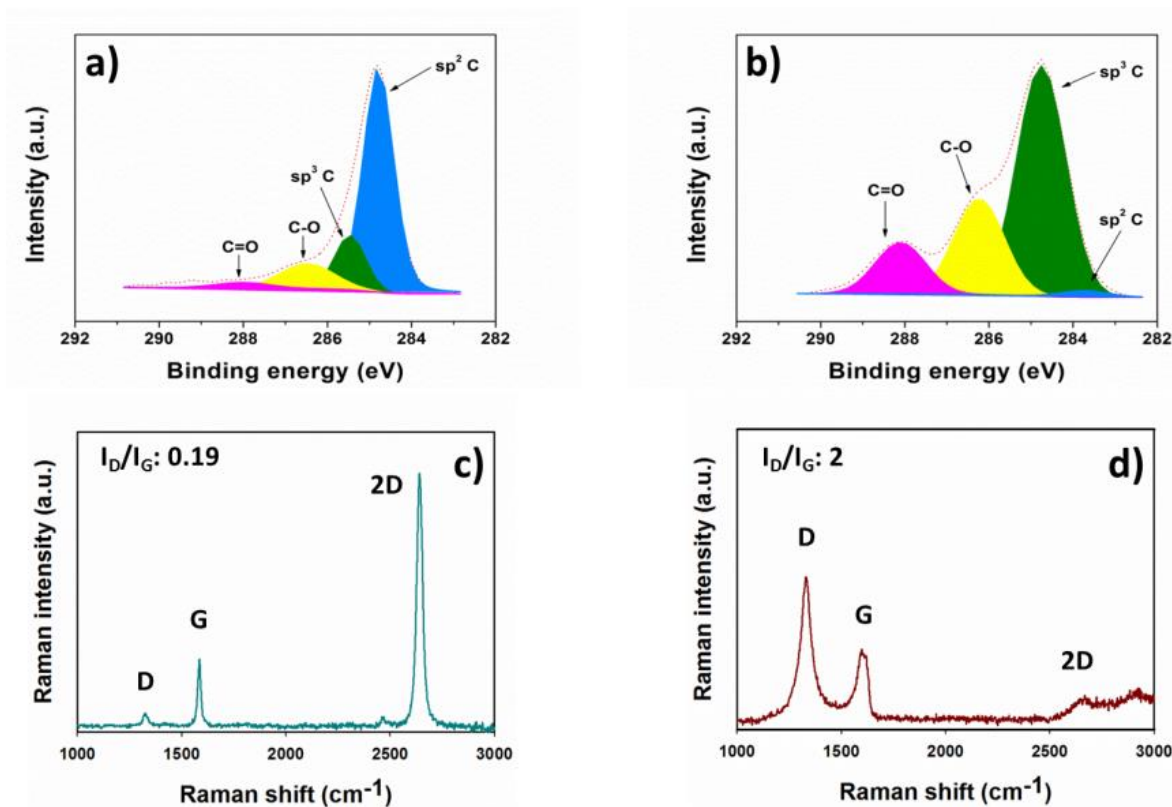 a)
sp² C
sp³ C
C-O
C=O
Intensity (a.u.)
292 290 288 286 284 282
Binding energy (eV)
b)
sp³ C
C-O
C=O
sp² C
Intensity (a.u.)
292 290 288 286 284 282
Binding energy (eV)
I_D/I_G: 0.19
c)
2D
G
D
Raman intensity (a.u.)
1000 1500 2000 2500 3000
Raman shift (cm⁻¹)
I_D/I_G: 2
d)
D
G
2D
Raman intensity (a.u.)
1000 1500 2000 2500 3000
Raman shift (cm⁻¹)